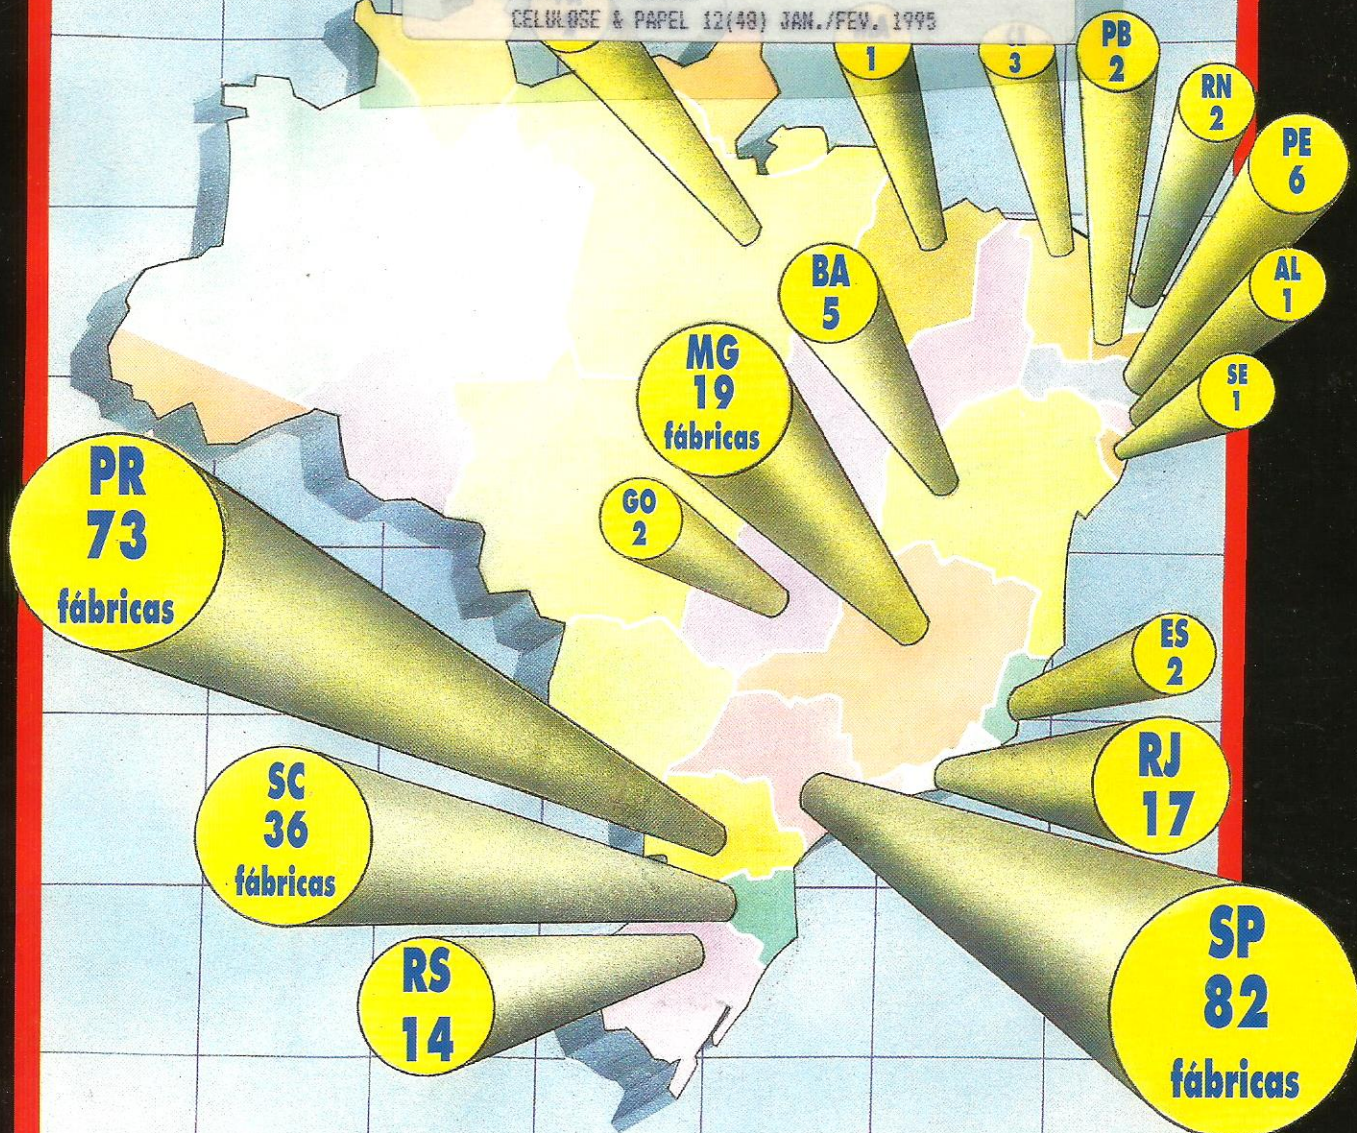 CELULOSE & PAPEL 12(48) JAN./FEV. 1995
1
3
PB
2
RN
2
PE
6
BA
5
AL
1
MG
19
fábricas
SE
1
PR
73
fábricas
GO
2
ES
2
RJ
17
SC
36
fábricas
SP
82
fábricas
RS
14